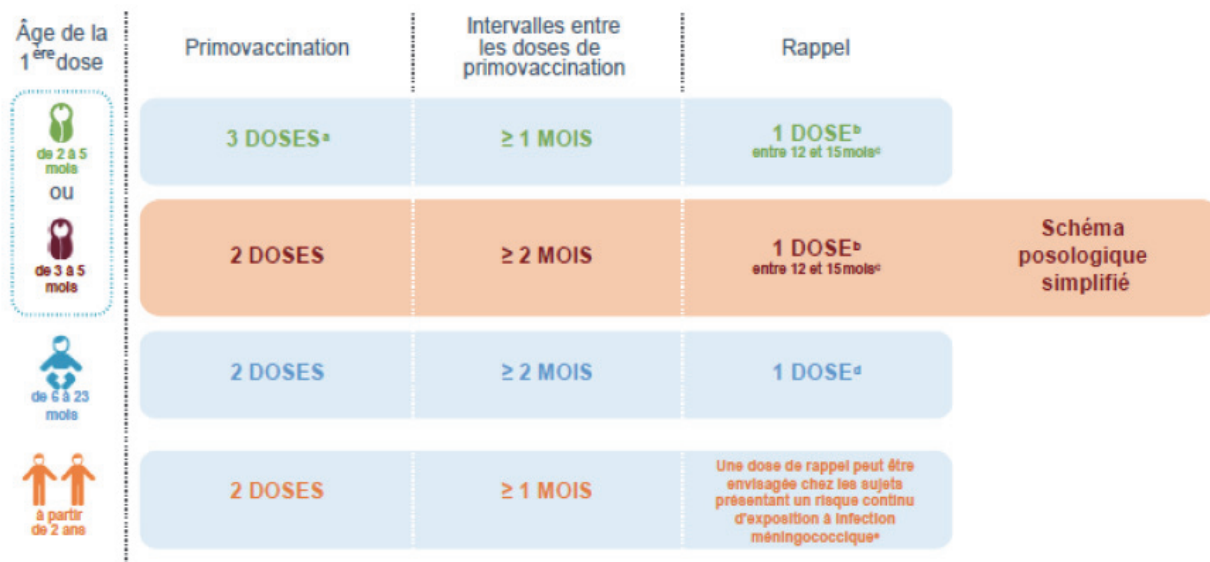 Âge de la
1ère dose
Primovaccination
Intervalles entre
les doses de
primovaccination
Rappel
de 2 à 5
mois
3 DOSESa
≥ 1 MOIS
1 DOSEb
entre 12 et 15moisc
ou
de 3 à 5
mois
2 DOSES
≥ 2 MOIS
1 DOSEb
entre 12 et 15moisc
Schéma
posologique
simplifié
de 6 à 23
mois
2 DOSES
≥ 2 MOIS
1 DOSEd
à partir
de 2 ans
2 DOSES
≥ 1 MOIS
Une dose de rappel peut être
envisagée chez les sujets
présentant un risque continu
d'exposition à infection
méningococciquee